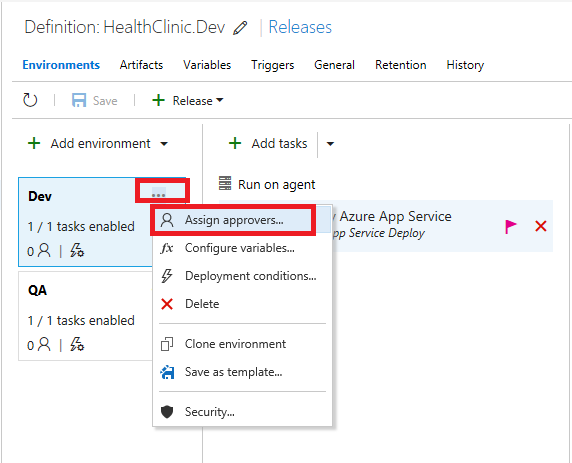 Definition: HealthClinic.Dev | Releases
Environments Artifacts Variables Triggers General Retention History
Save Release
Add environment Add tasks
Dev ...
Run on agent
1 / 1 tasks enabled
0
Azure App Service
Service Deploy
QA
1 / 1 tasks enabled
0
Assign approvers...
fx Configure variables...
Deployment conditions...
Delete
Clone environment
Save as template...
Security...